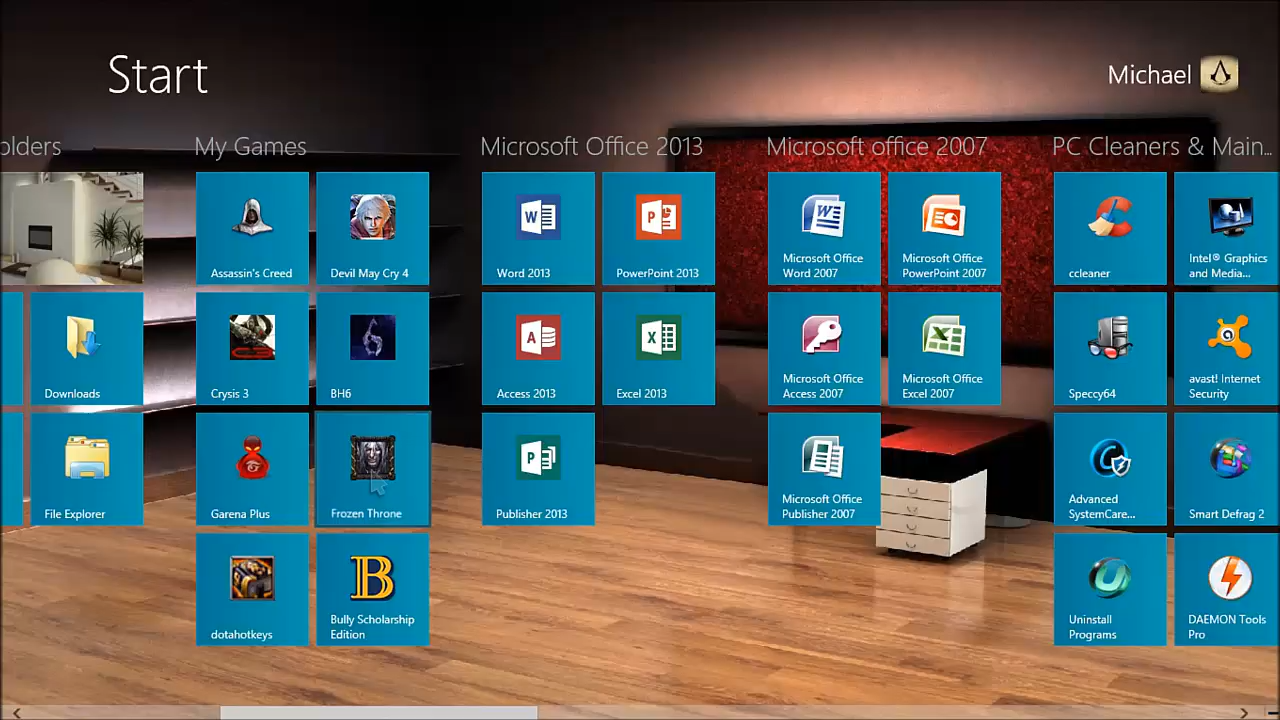 Start
Michael
olders
My Games
Microsoft Office 2013
Microsoft office 2007
PC Cleaners & Main...
Assassin's Creed
Devil May Cry 4
Word 2013
PowerPoint 2013
Microsoft Office
Word 2007
Microsoft Office
PowerPoint 2007
ccleaner
Intel® Graphics
and Media...
Downloads
Crysis 3
BH6
Access 2013
Excel 2013
Microsoft Office
Access 2007
Microsoft Office
Excel 2007
Speccy64
avast! Internet
Security
File Explorer
Garena Plus
Frozen Throne
Publisher 2013
Microsoft Office
Publisher 2007
Advanced
SystemCare...
Smart Defrag 2
dotahotkeys
Bully Scholarship
Edition
Uninstall
Programs
DAEMON Tools
Pro